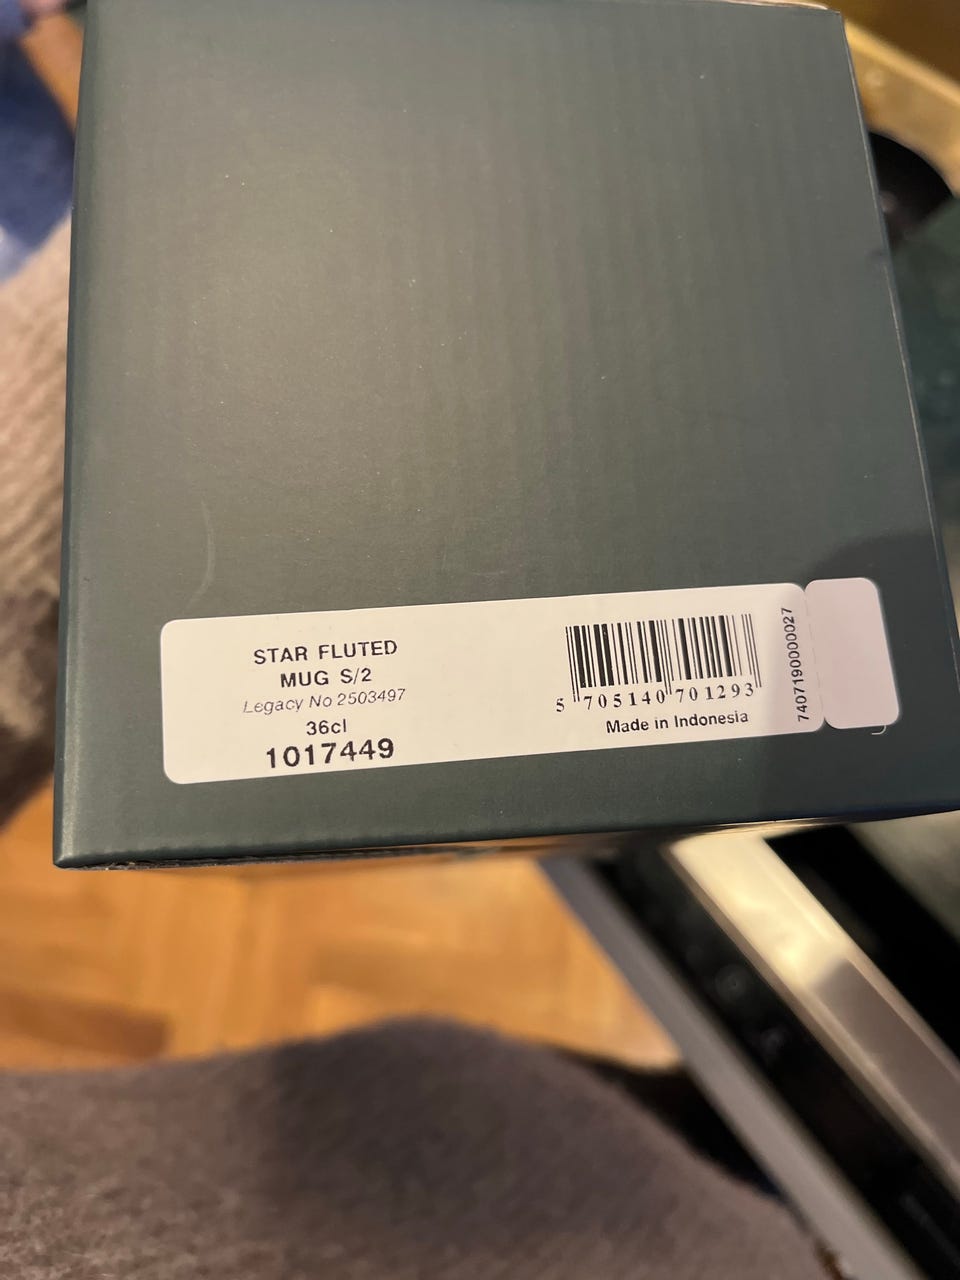 STAR FLUTED
MUG S/2
Legacy No 2503497
36cl
1017449
5 705140 701293
Made in Indonesia
7407190000027